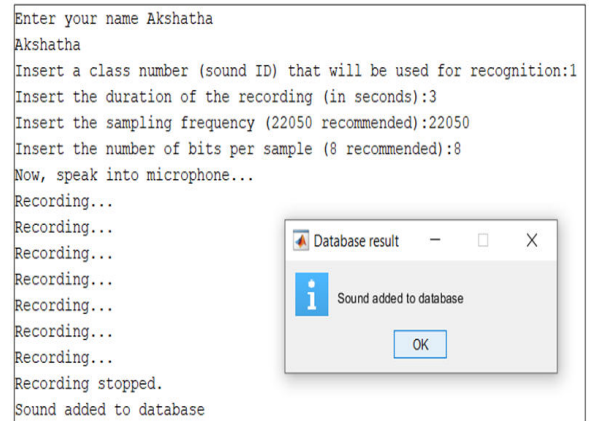 Enter your name Akshatha
Akshatha
Insert a class number (sound ID) that will be used for recognition:1
Insert the duration of the recording (in seconds):3
Insert the sampling frequency (22050 recommended):22050
Insert the number of bits per sample (8 recommended):8
Now, speak into microphone...
Recording...
Recording...
Recording...
Recording...
Recording...
Recording...
Recording...
Recording stopped.
Sound added to database
Database result
Sound added to database
OK